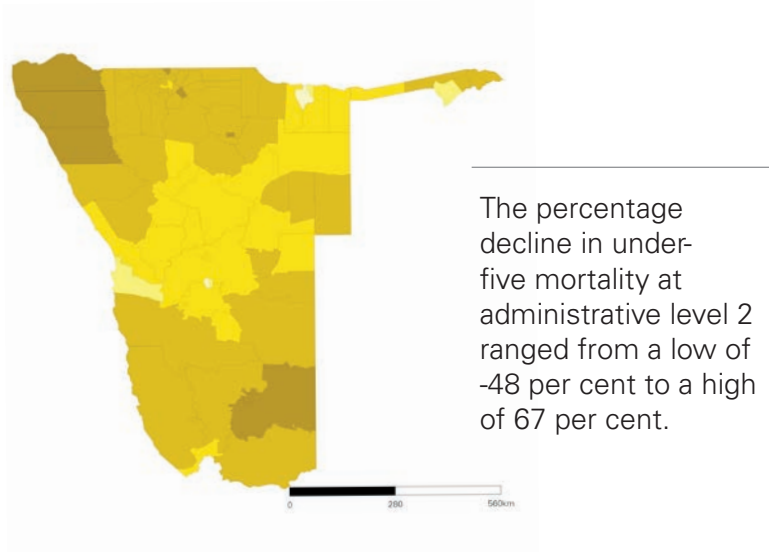 The percentage
decline in under-
five mortality at
administrative level 2
ranged from a low of
-48 per cent to a high
of 67 per cent.
0 280 560km